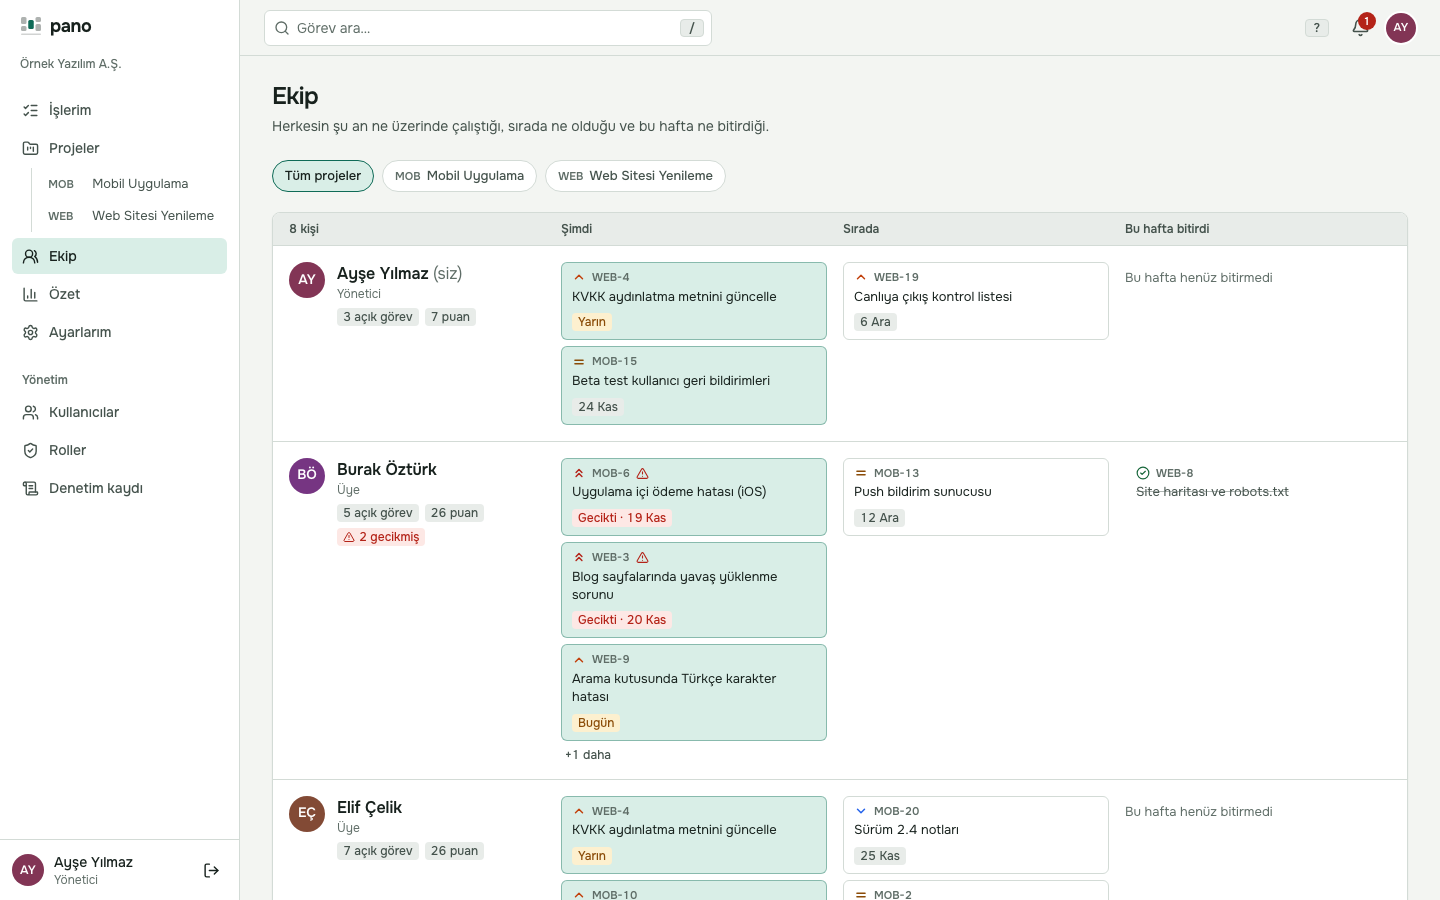 pano
Örnek Yazılım A.Ş.
İşlerim
Projeler
MOB Mobil Uygulama
WEB Web Sitesi Yenileme
Ekip
Özet
Ayarlarım
Yönetim
Kullanıcılar
Roller
Denetim kaydı
AY
Ayşe Yılmaz
Yönetici
Görev ara...
/
?
1
AY
Ekip
Herkesin şu an ne üzerinde çalıştığı, sırada ne olduğu ve bu hafta ne bitirdiği.
Tüm projeler
MOB Mobil Uygulama
WEB Web Sitesi Yenileme
8 kişi
Şimdi
Sırada
Bu hafta bitirdi
AY
Ayşe Yılmaz (siz)
Yönetici
3 açık görev
7 puan
WEB-4
KVKK aydınlatma metnini güncelle
Yarın
MOB-15
Beta test kullanıcı geri bildirimleri
24 Kas
WEB-19
Canlıya çıkış kontrol listesi
6 Ara
Bu hafta henüz bitirmedi
BÖ
Burak Öztürk
Üye
5 açık görev
26 puan
2 gecikmiş
MOB-6
Uygulama içi ödeme hatası (iOS)
Gecikti · 19 Kas
WEB-3
Blog sayfalarında yavaş yüklenme
sorunu
Gecikti · 20 Kas
WEB-9
Arama kutusunda Türkçe karakter
hatası
Bugün
+1 daha
MOB-13
Push bildirim sunucusu
12 Ara
WEB-8
Site haritası ve robots.txt
EÇ
Elif Çelik
Üye
7 açık görev
26 puan
WEB-4
KVKK aydınlatma metnini güncelle
Yarın
MOB-10
MOB-20
Sürüm 2.4 notları
25 Kas
MOB-2
Bu hafta henüz bitirmedi